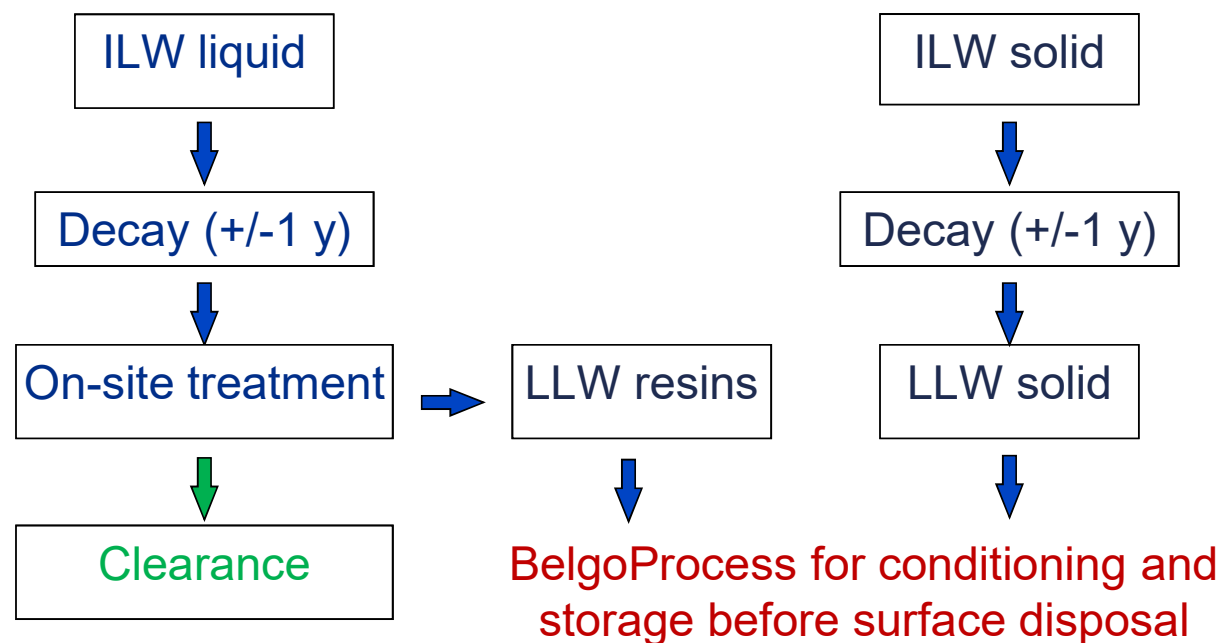 ILW liquid
ILW solid
Decay (+/-1 y)
Decay (+/-1 y)
On-site treatment
LLW resins
LLW solid
Clearance
BelgoProcess for conditioning and
storage before surface disposal